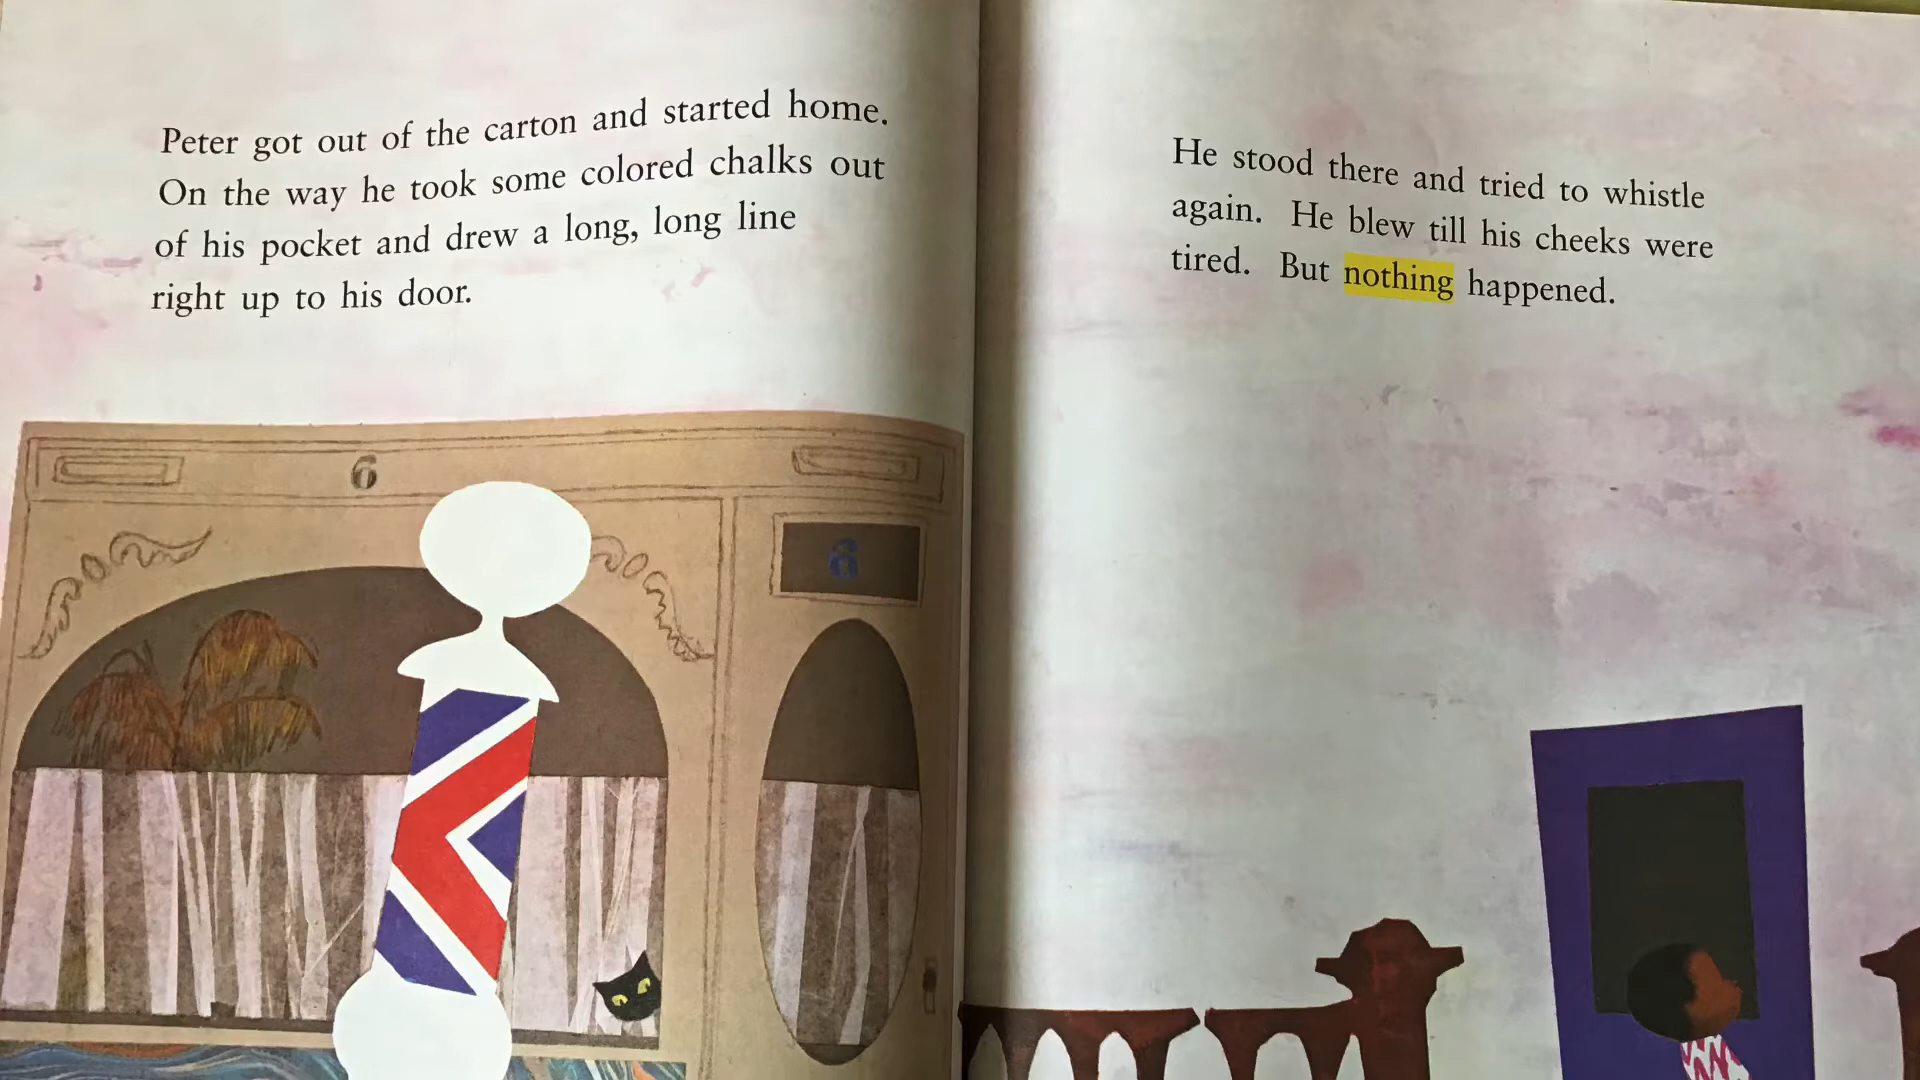 Peter got out of the carton and started home.
On the way he took some colored chalks out
of his pocket and drew a long, long line
right up to his door.
He stood there and tried to whistle
again. He blew till his cheeks were
tired. But nothing happened.
6
6